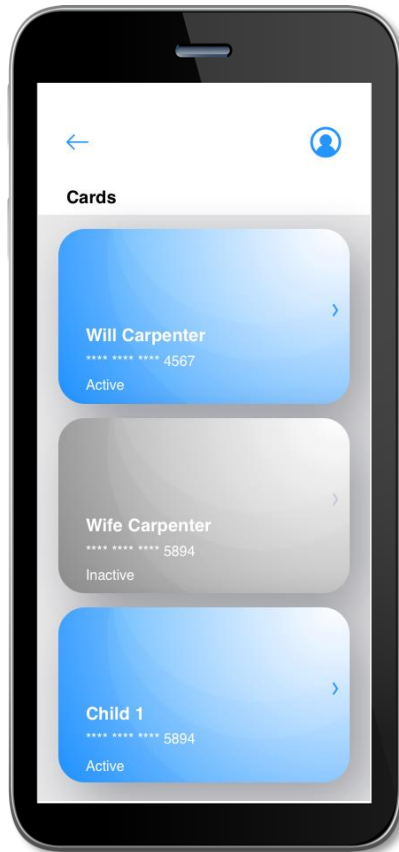 Cards
Will Carpenter
**** **** **** 4567
Active
Wife Carpenter
**** **** **** 5894
Inactive
Child 1
**** **** **** 5894
Active